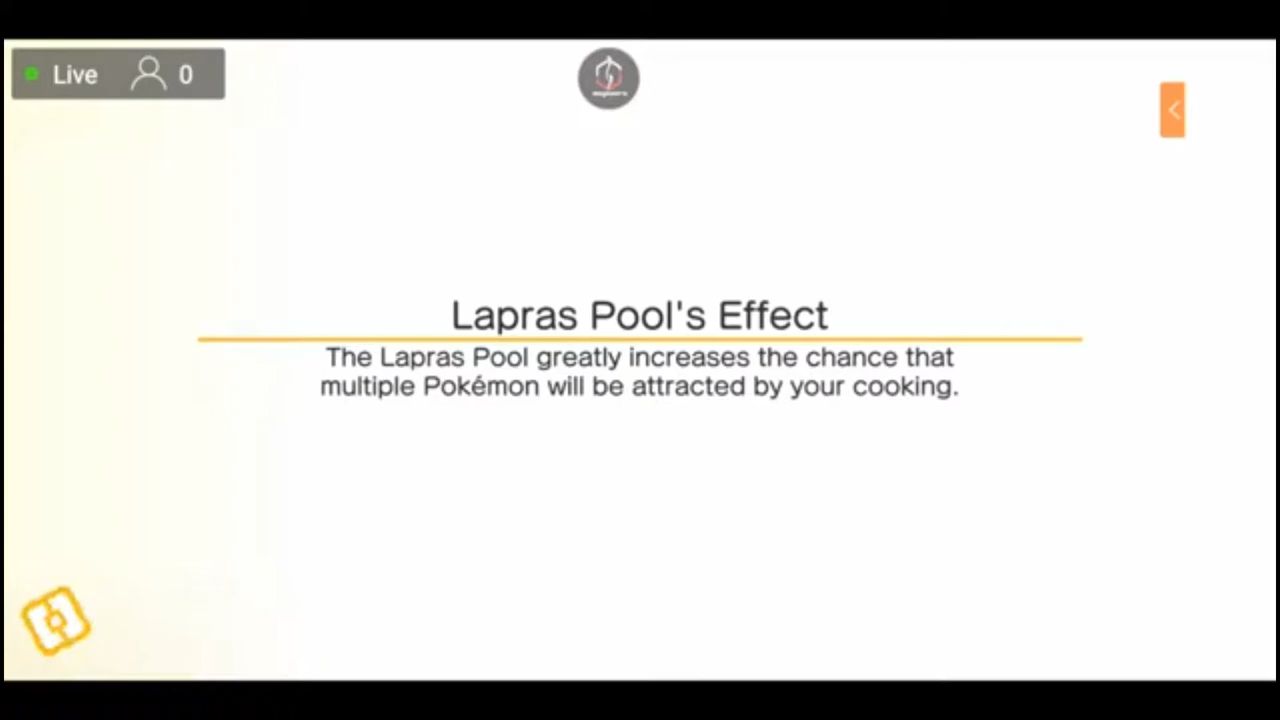 Live 0
Lapras Pool's Effect
The Lapras Pool greatly increases the chance that
multiple Pokémon will be attracted by your cooking.